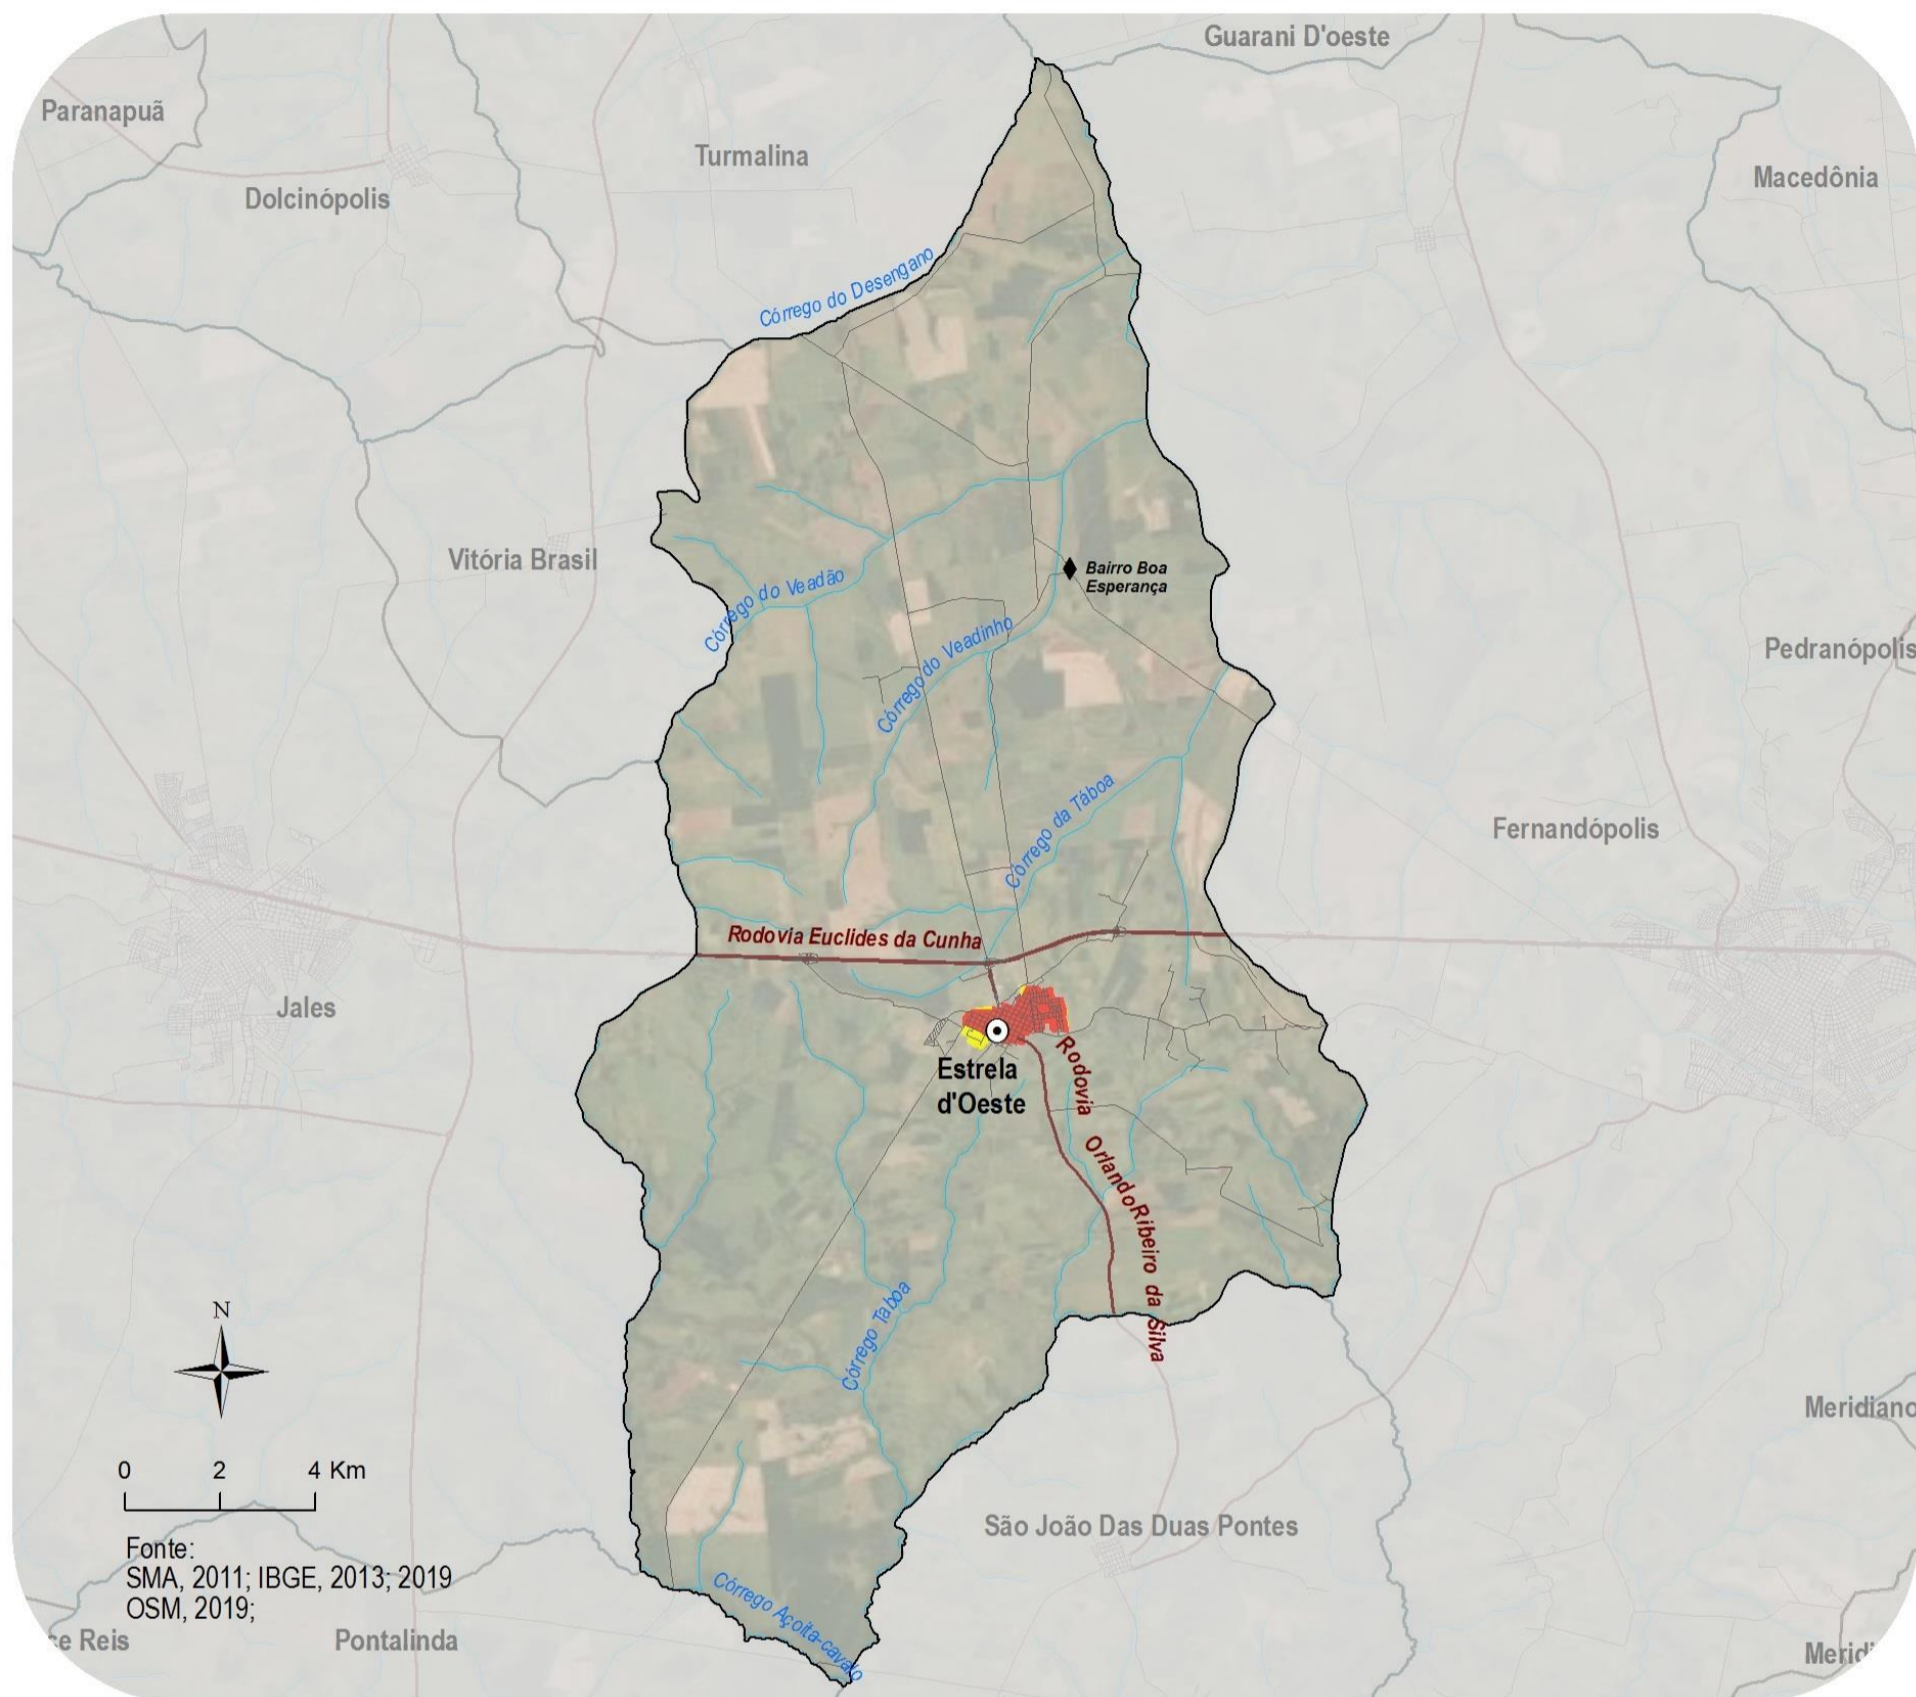 Guarani D'oeste
Paranapuã
Turmalina
Macedônia
Dolcinópolis
Córrego do Desengano
Vitória Brasil
Bairro Boa
Esperança
Córrego do Veadão
Córrego do Veadinho
Pedranópolis
Córrego da Táboa
Fernandópolis
Rodovia Euclides da Cunha
Jales
Estrela
d'Oeste
Rodovia Orlando Ribeiro da Silva
Córrego Taboa
N
0 2 4 Km
Meridiano
São João Das Duas Pontes
Fonte:
SMA, 2011; IBGE, 2013; 2019
OSM, 2019;
Córrego Açoita-cavalo
ce Reis
Pontalinda
Merid